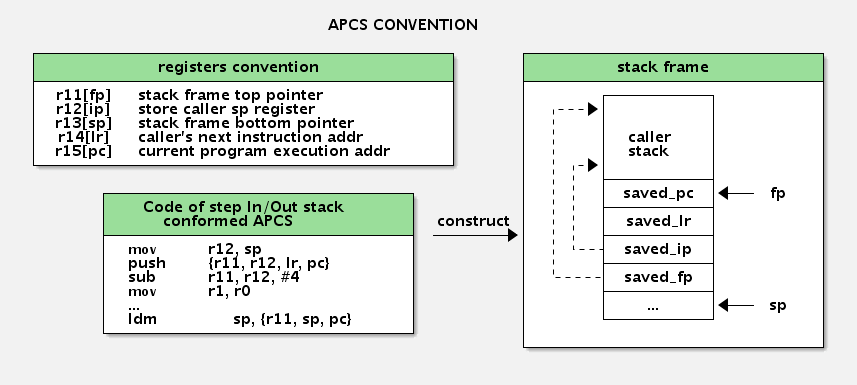 APCS CONVENTION
registers convention
r11[fp] stack frame top pointer
r12[ip] store caller sp register
r13[sp] stack frame bottom pointer
r14[lr] caller's next instruction addr
r15[pc] current program execution addr
Code of step In/Out stack
conformed APCS
mov r12, sp
push {r11, r12, lr, pc}
sub r11, r12, #4
mov r1, r0
...
ldm sp, {r11, sp, pc}
construct
stack frame
caller
stack
saved_pc
fp
saved_lr
saved_ip
saved_fp
...
sp